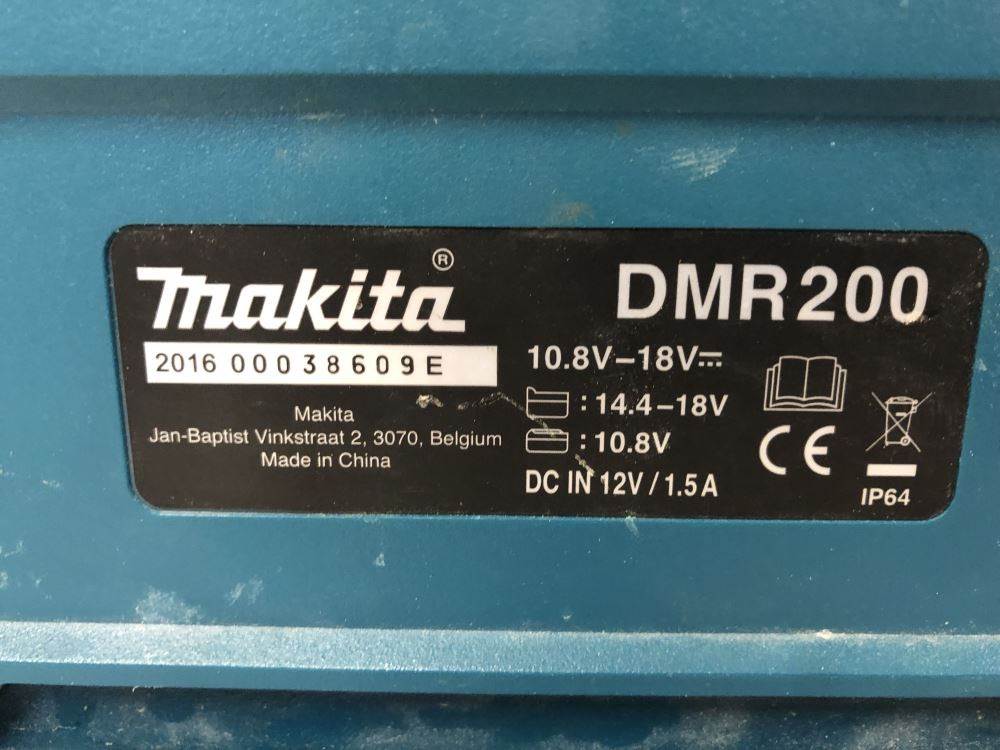 makita®
2016 00038609E
Makita
Jan-Baptist Vinkstraat 2, 3070, Belgium
Made in China
DMR200
10.8V–18V⎓
: 14.4–18V
: 10.8V
DC IN 12V / 1.5A
CE
IP64